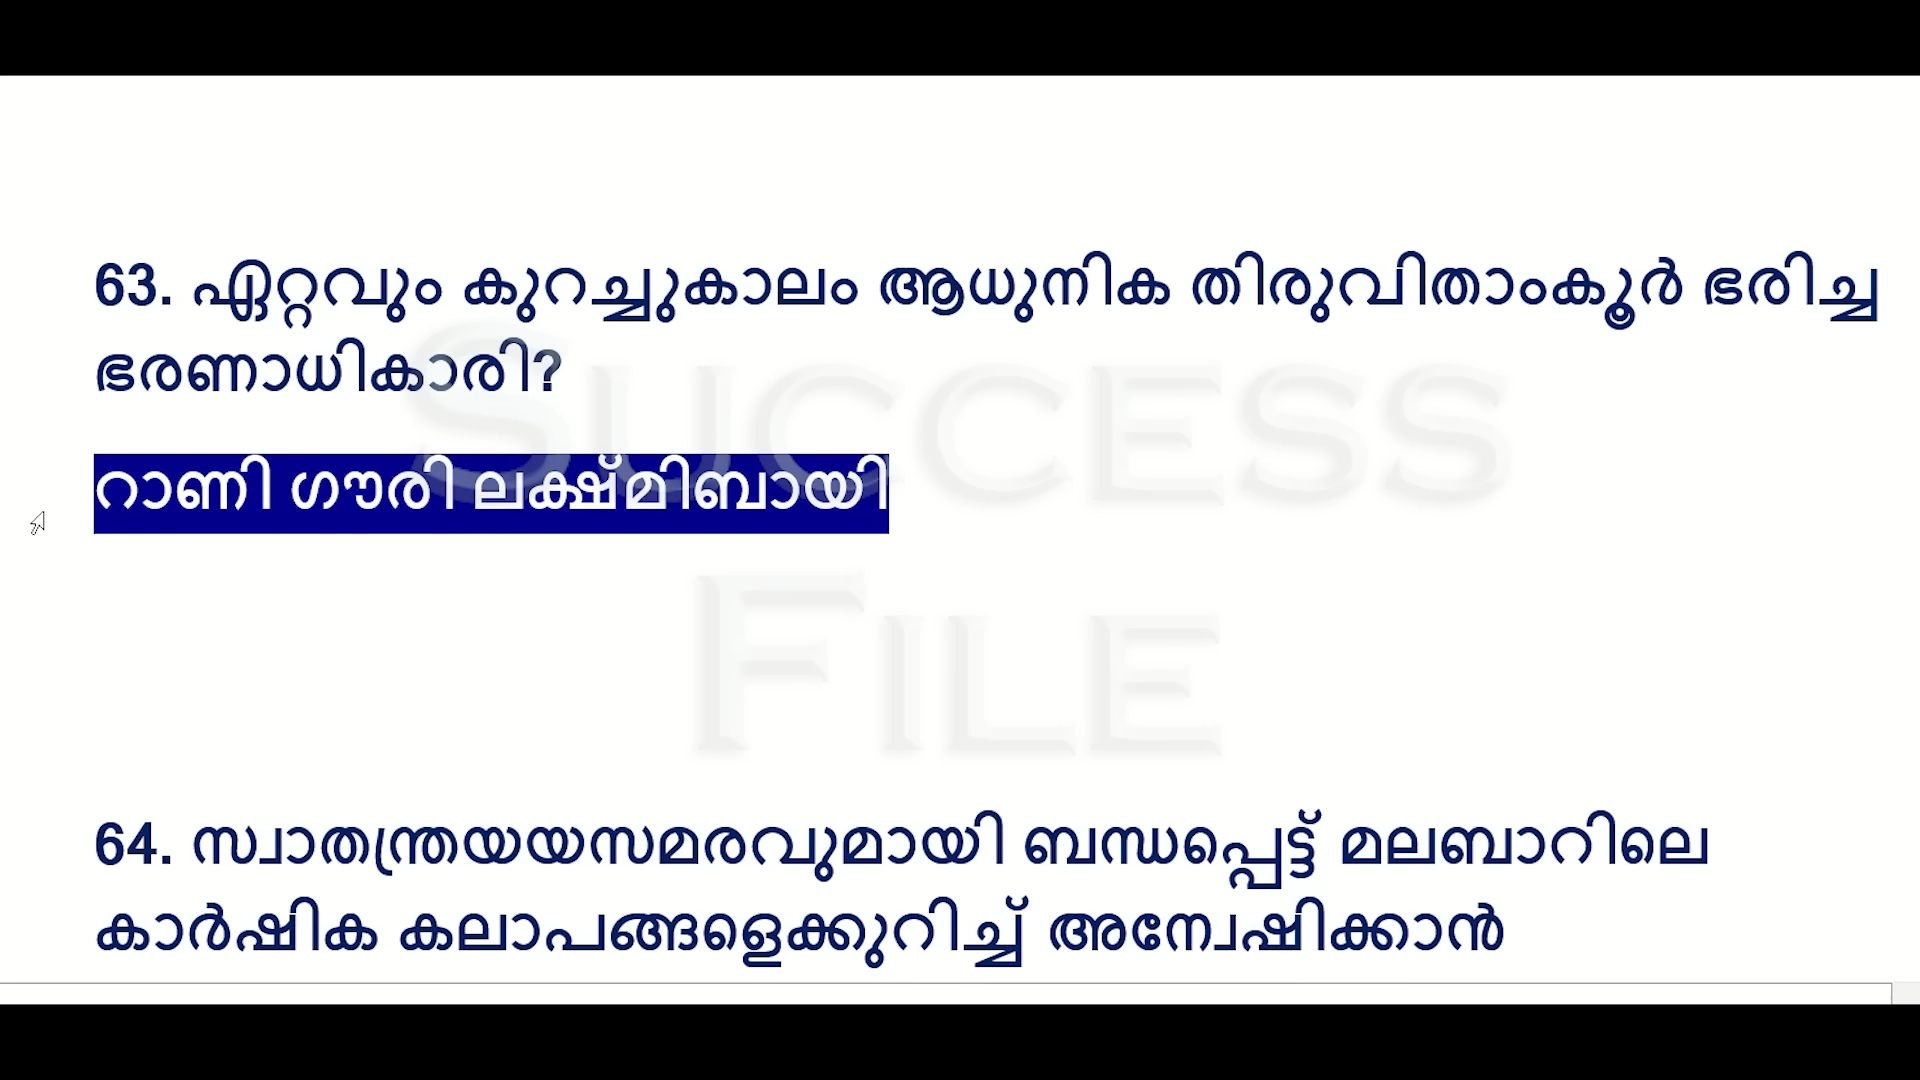 63. ഏറ്റവും കുറച്ചുകാലം ആധുനിക തിരുവിതാംകൂർ ഭരിച്ച
ഭരണാധികാരി?
റാണി ഗൗരി ലക്ഷ്മിബായി
SUCCESS
FILE
64. സ്വാതന്ത്രയയസമരവുമായി ബന്ധപ്പെട്ട് മലബാറിലെ
കാർഷിക കലാപങ്ങളെക്കുറിച്ച് അന്വേഷിക്കാൻ